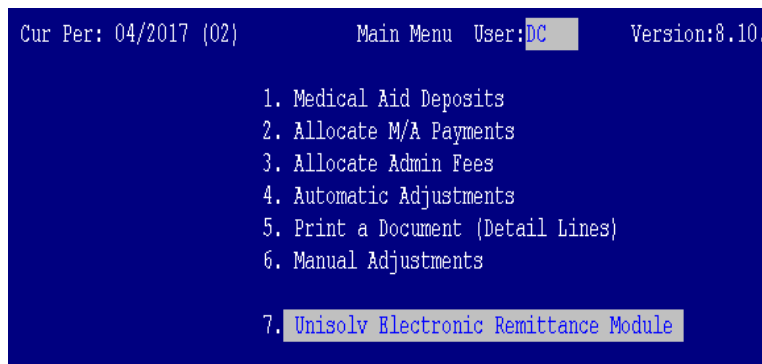 Cur Per: 04/2017 (02) Main Menu User:DC Version:8.10.
1. Medical Aid Deposits
2. Allocate M/A Payments
3. Allocate Admin Fees
4. Automatic Adjustments
5. Print a Document (Detail Lines)
6. Manual Adjustments
7. Unisolv Electronic Remittance Module